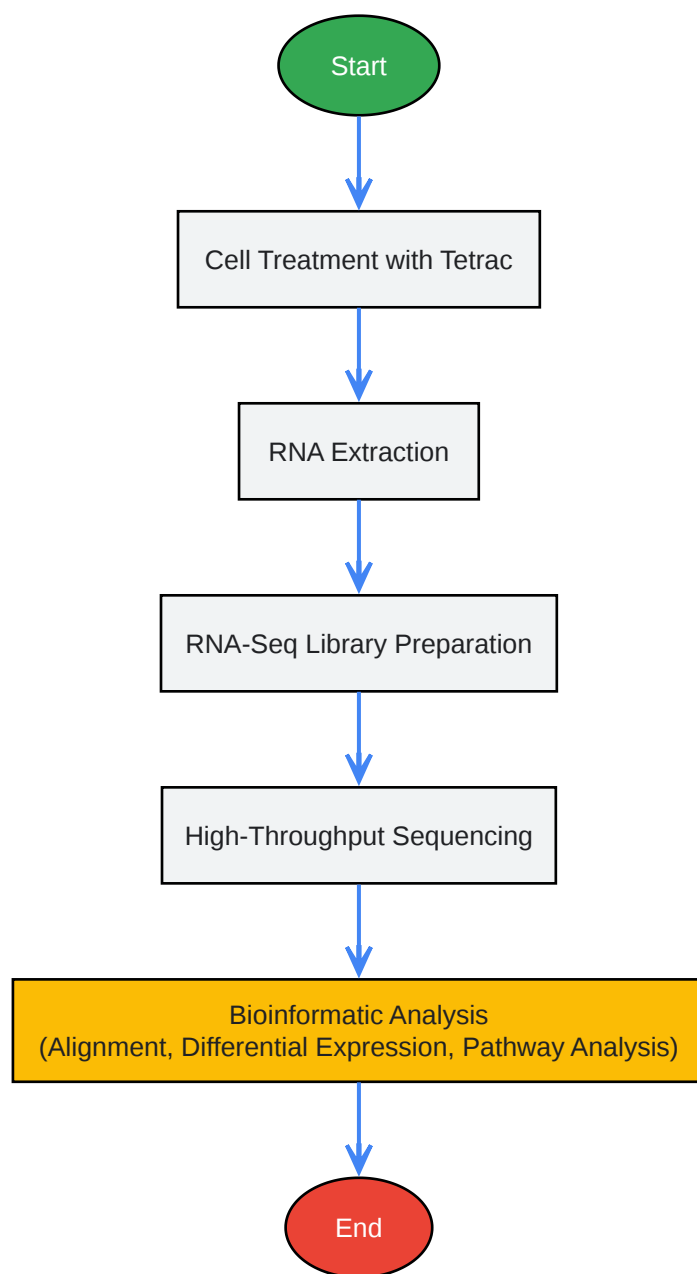 Start
Cell Treatment with Tetrac
RNA Extraction
RNA-Seq Library Preparation
High-Throughput Sequencing
Bioinformatic Analysis
(Alignment, Differential Expression, Pathway Analysis)
End